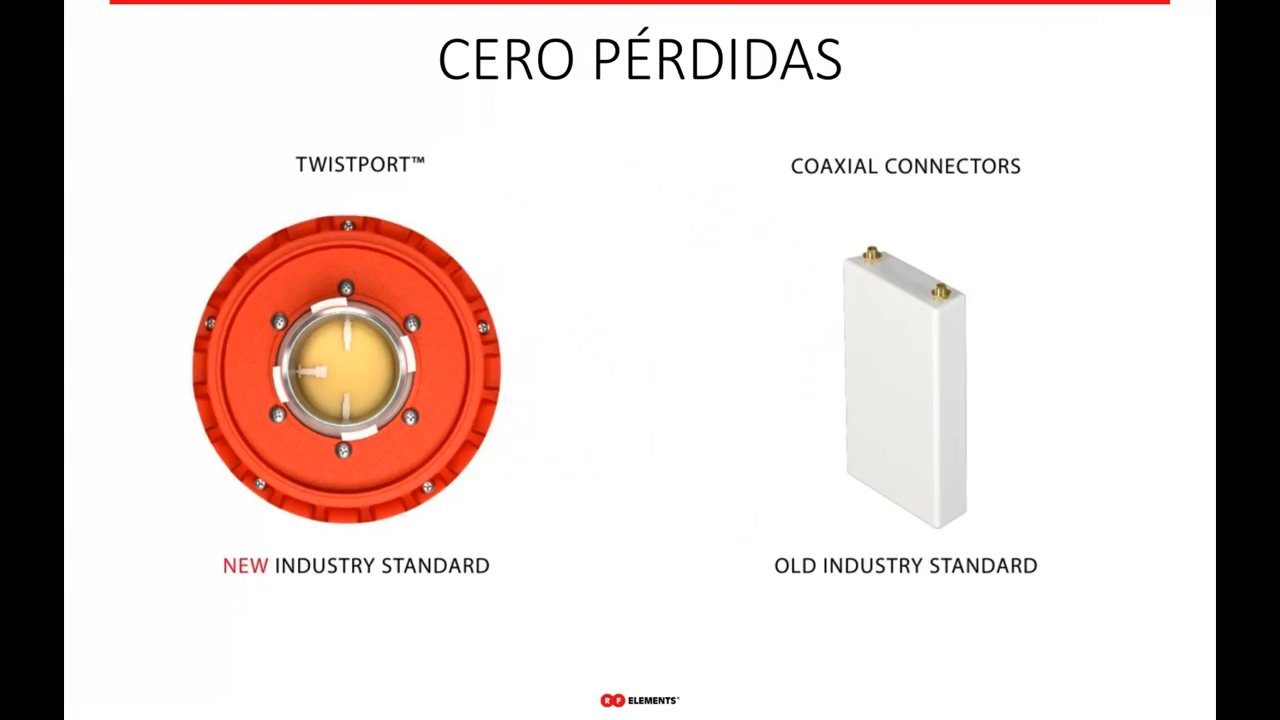 CERO PÉRDIDAS
TWISTPORT™
COAXIAL CONNECTORS
NEW INDUSTRY STANDARD
OLD INDUSTRY STANDARD
RF ELEMENTS®